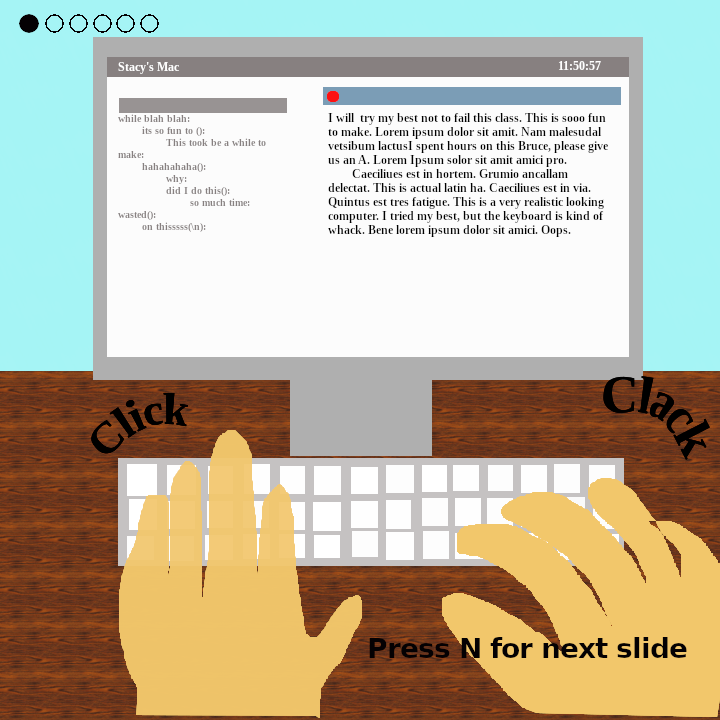 Stacy's Mac
11:50:57
while blah blah:
its so fun to ():
This took be a while to
make:
hahahahaha():
why:
did I do this():
so much time:
wasted():
on thisssss(\n):
I will  try my best not to fail this class. This is sooo fun
to make. Lorem ipsum dolor sit amit. Nam malesudal
vetsibum lactusI spent hours on this Bruce, please give
us an A. Lorem Ipsum solor sit amit amici pro.
Caeciliues est in hortem. Grumio ancallam
delectat. This is actual latin ha. Caeciliues est in via.
Quintus est tres fatigue. This is a very realistic looking
computer. I tried my best, but the keyboard is kind of
whack. Bene lorem ipsum dolor sit amici. Oops.
Click
Clack
Press N for next slide